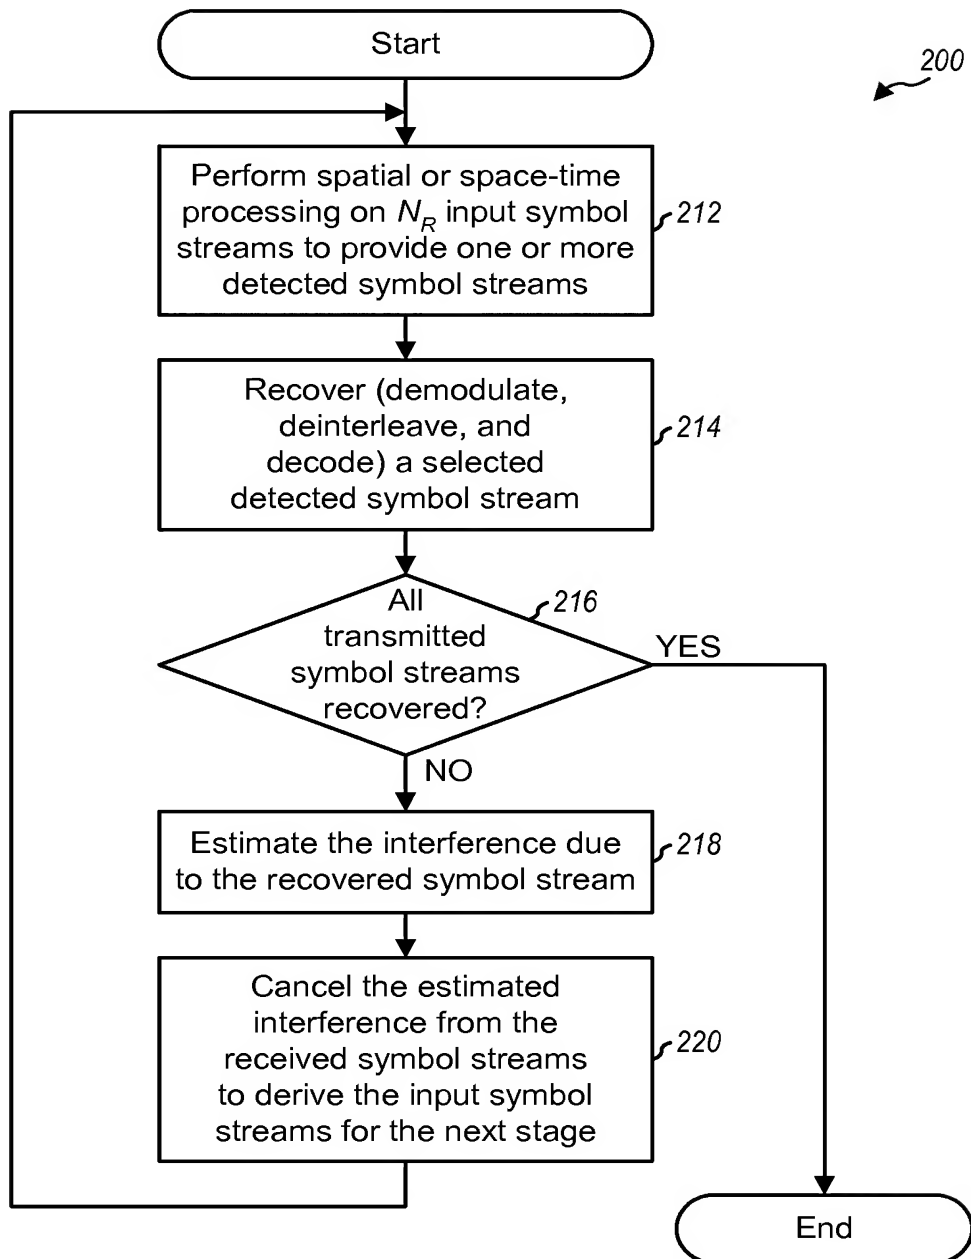 Start
200
Perform spatial or space-time
processing on N_R input symbol
streams to provide one or more
detected symbol streams
212
Recover (demodulate,
deinterleave, and
decode) a selected
detected symbol stream
214
All
transmitted
symbol streams
recovered?
216
YES
NO
Estimate the interference due
to the recovered symbol stream
218
Cancel the estimated
interference from the
received symbol streams
to derive the input symbol
streams for the next stage
220
End